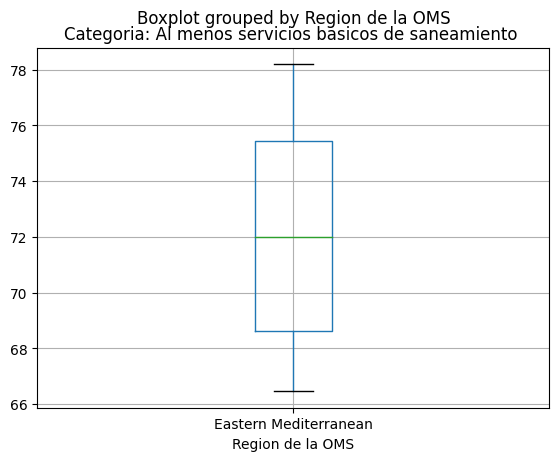 Boxplot grouped by Region de la OMS
Categoria: Al menos servicios basicos de saneamiento
78
76
74
72
70
68
66
Eastern Mediterranean
Region de la OMS